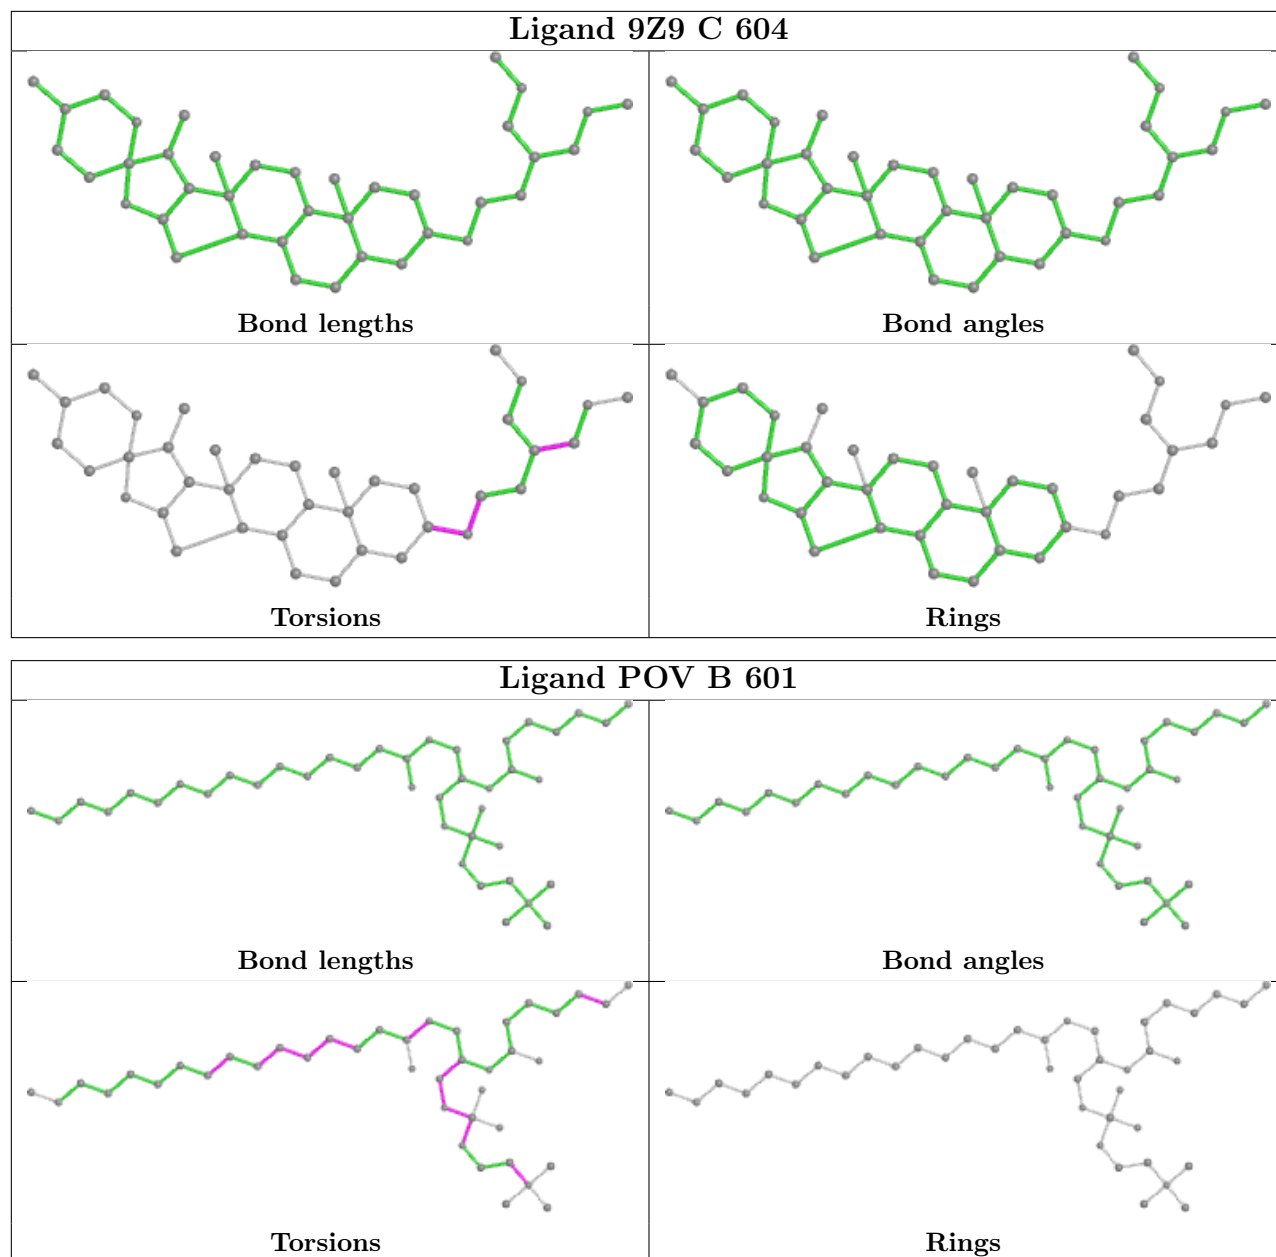 Ligand 9Z9 C 604
Bond lengths
Bond angles
Torsions
Rings
Ligand POV B 601
Bond lengths
Bond angles
Torsions
Rings